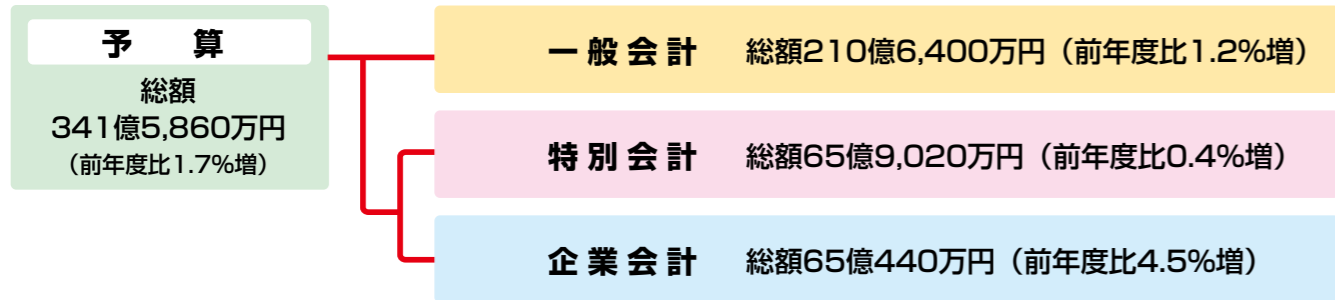 予　算
総額
341億5,860万円
（前年度比1.7%増）
一般会計　総額210億6,400万円（前年度比1.2%増）
特別会計　総額65億9,020万円（前年度比0.4%増）
企業会計　総額65億440万円（前年度比4.5%増）